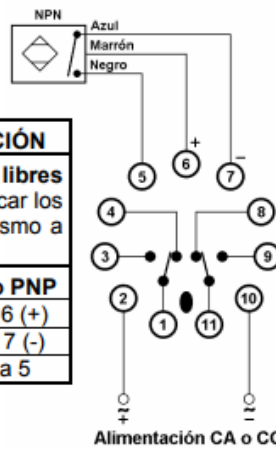 NPN
Azul
Marrón
Negro
+
−
5
6
7
CIÓN
libres
car los
smo a
PNP
6 (+)
7 (-)
a 5
4
8
3
9
2
10
1
11
~
+
~
−
Alimentación CA o CC